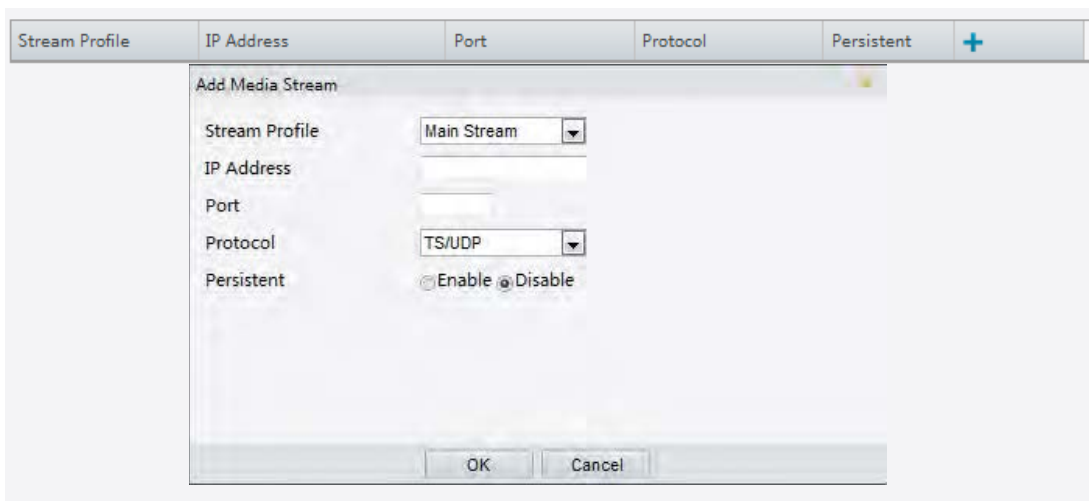 Stream Profile IP Address Port Protocol Persistent +
Add Media Stream
Stream Profile Main Stream
IP Address
Port
Protocol TS/UDP
Persistent Enable Disable
OK Cancel